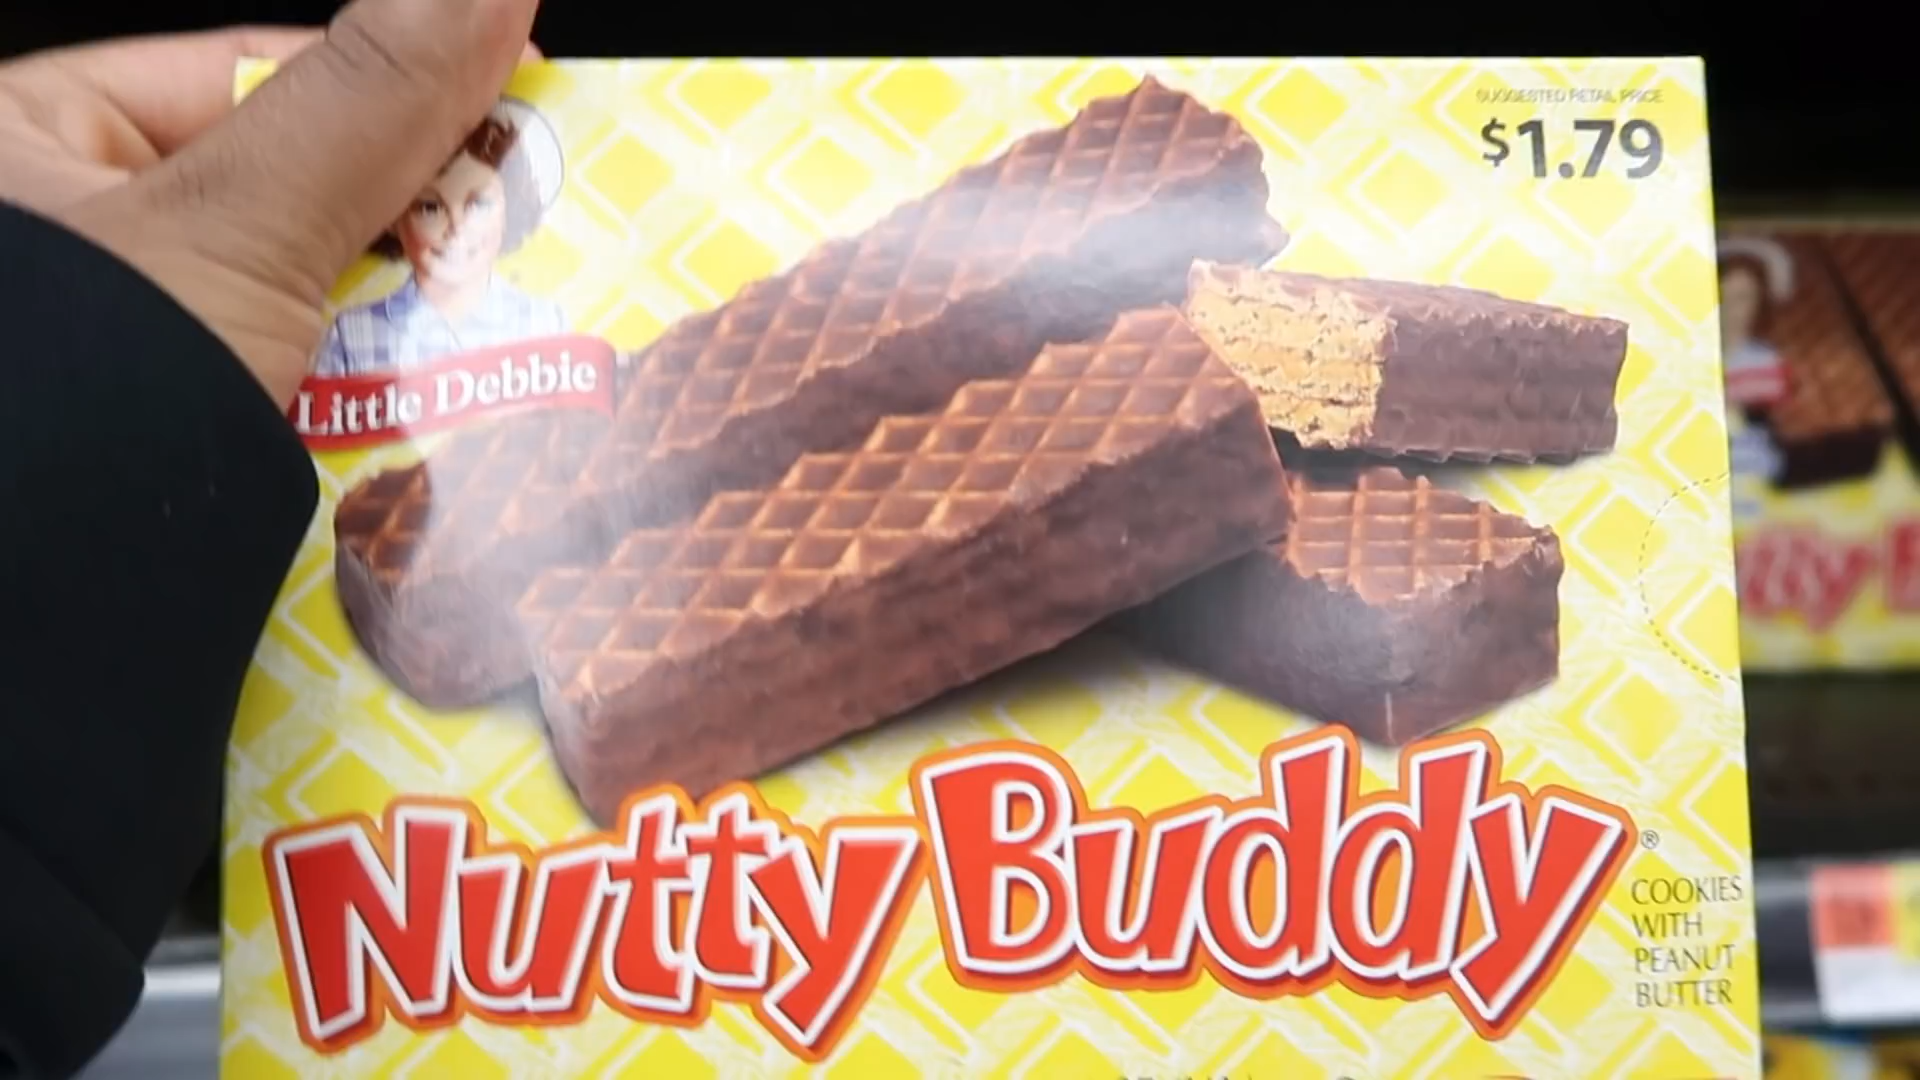 SUGGESTED RETAIL PRICE
$1.79
Little Debbie
Nutty Buddy®
COOKIES
WITH
PEANUT
BUTTER